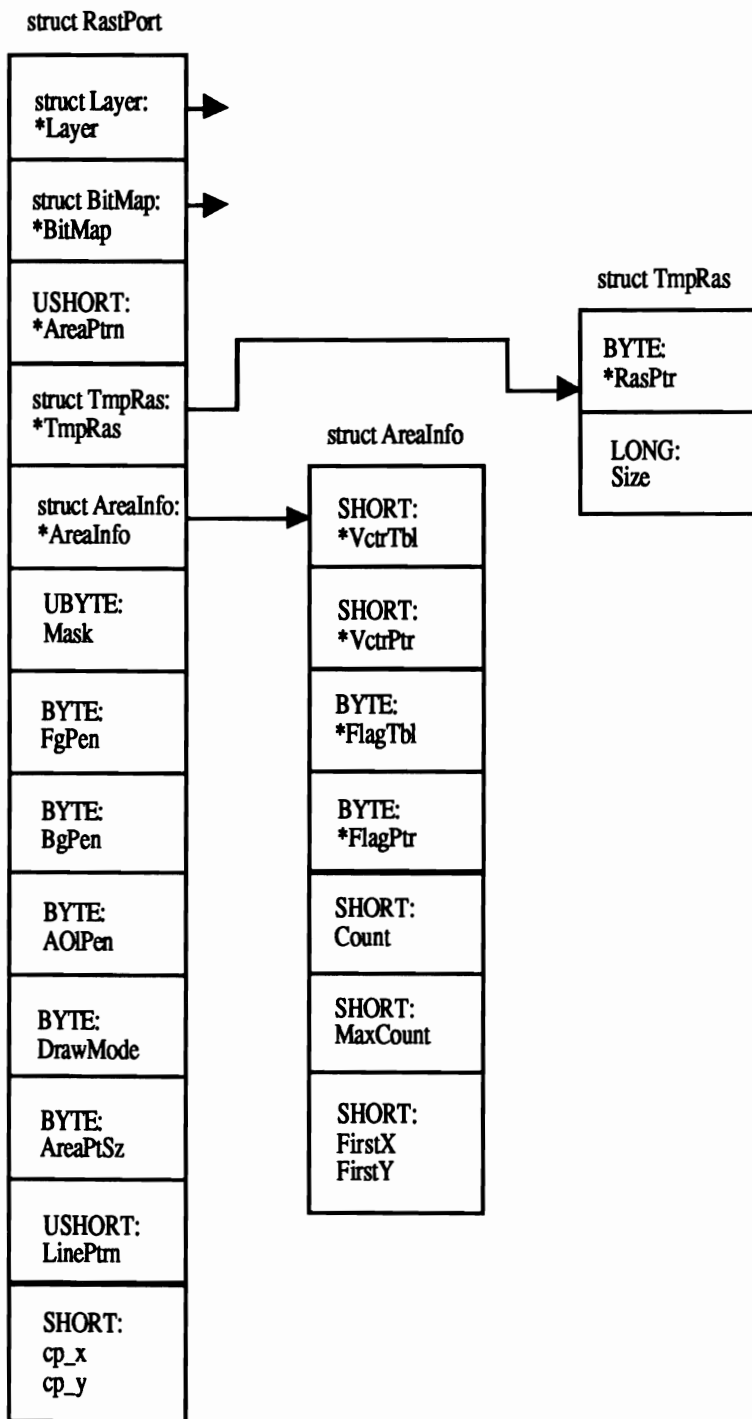 struct RastPort
struct Layer:
*Layer
struct BitMap:
*BitMap
USHORT:
*AreaPtrn
struct TmpRas:
*TmpRas
struct AreaInfo:
*AreaInfo
UBYTE:
Mask
BYTE:
FgPen
BYTE:
BgPen
BYTE:
AOlPen
BYTE:
DrawMode
BYTE:
AreaPtSz
USHORT:
LinePtrn
SHORT:
cp_x
cp_y
struct AreaInfo
SHORT:
*VctrTbl
SHORT:
*VctrPtr
BYTE:
*FlagTbl
BYTE:
*FlagPtr
SHORT:
Count
SHORT:
MaxCount
SHORT:
FirstX
FirstY
struct TmpRas
BYTE:
*RasPtr
LONG:
Size